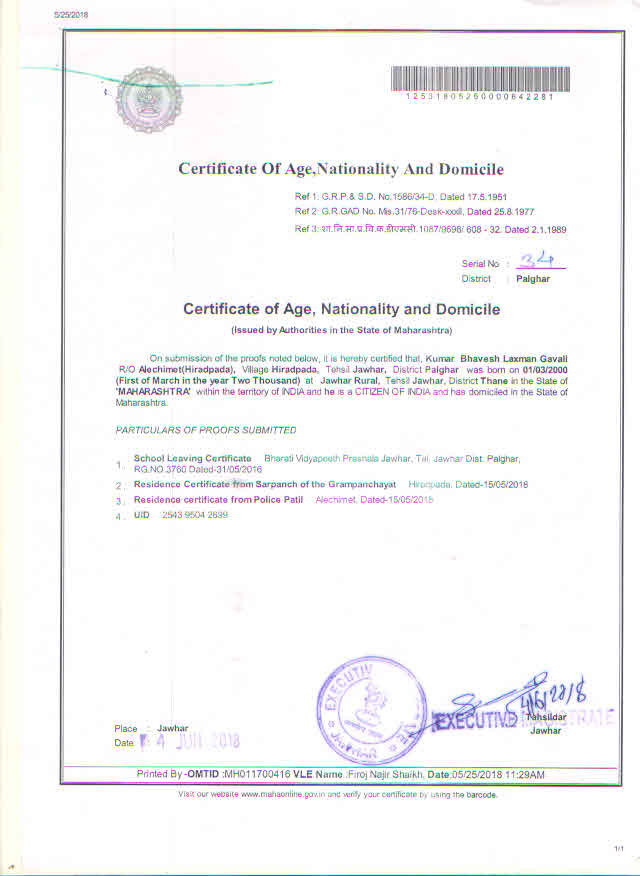 5/25/2018
12531805260000642281
Certificate Of Age,Nationality And Domicile
Ref 1: G.R.P.& S.D. No.1586/34-D, Dated 17.5.1951
Ref 2: G.R.GAD No. Mis.31/76-Desk-xxxII, Dated 25.8.1977
Ref 3: शा.नि.सा.प्र.वि.क.डीएमसी.1087/9696/ 608 - 32. Dated 2.1.1989
Serial No : 34
District : Palghar
Certificate of Age, Nationality and Domicile
(Issued by Authorities in the State of Maharashtra)
On submission of the proofs noted below, it is hereby certified that, Kumar Bhavesh Laxman Gavali
R/O Alechimet(Hiradpada), Village Hiradpada, Tehsil Jawhar, District Palghar was born on 01/03/2000
(First of March in the year Two Thousand) at Jawhar Rural, Tehsil Jawhar, District Thane in the State of
'MAHARASHTRA' within the territory of INDIA and he is a CITIZEN OF INDIA and has domiciled in the State of
Maharashtra.
PARTICULARS OF PROOFS SUBMITTED
1. School Leaving Certificate Bharati Vidyapeeth Prashala Jawhar, Tal. Jawhar Dist. Palghar,
RG.NO.3760 Dated-31/05/2016
2. Residence Certificate from Sarpanch of the Grampanchayat Hiradpada, Dated-15/05/2018
3. Residence certificate from Police Patil Alechimet, Dated-15/05/2018
4. UID 2543 9504 2699
EXECUTIV
JAWHAR
4/6/2018
EXECUTIVE MAGISTRATE
Tahsildar
Jawhar
Place : Jawhar
Date: 4 JUN 2018
Printed By-OMTID :MH011700416 VLE Name :Firoj Najir Shaikh, Date:05/25/2018 11:29AM
Visit our website www.mahaonline.gov.in and verify your certificate by using the barcode.
1/1